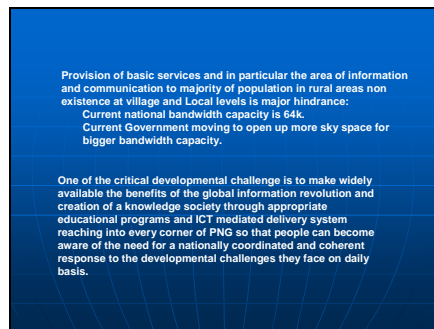 Provision of basic services and in particular the area of information
and communication to majority of population in rural areas non
existence at village and Local levels is major hindrance:
Current national bandwidth capacity is 64k.
Current Government moving to open up more sky space for
bigger bandwidth capacity.
One of the critical developmental challenge is to make widely
available the benefits of the global information revolution and
creation of a knowledge society through appropriate
educational programs and ICT mediated delivery system
reaching into every corner of PNG so that people can become
aware of the need for a nationally coordinated and coherent
response to the developmental challenges they face on daily
basis.